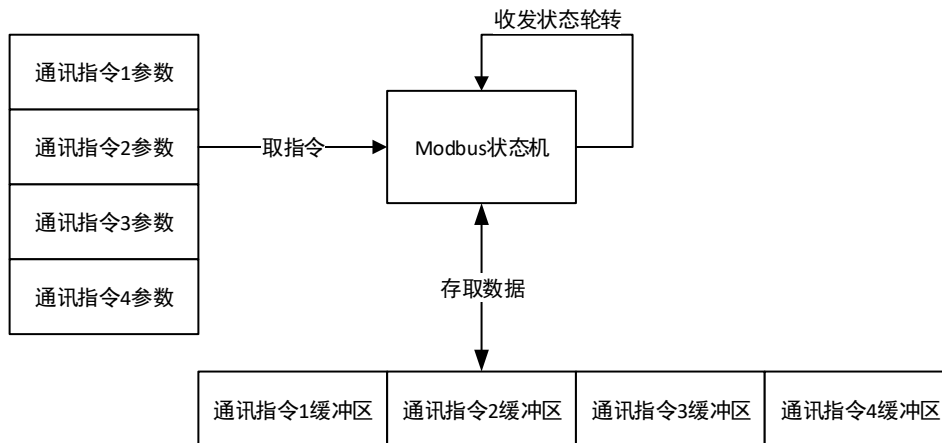 收发状态轮转
通讯指令1参数
通讯指令2参数
取指令
Modbus状态机
通讯指令3参数
通讯指令4参数
存取数据
通讯指令1缓冲区
通讯指令2缓冲区
通讯指令3缓冲区
通讯指令4缓冲区